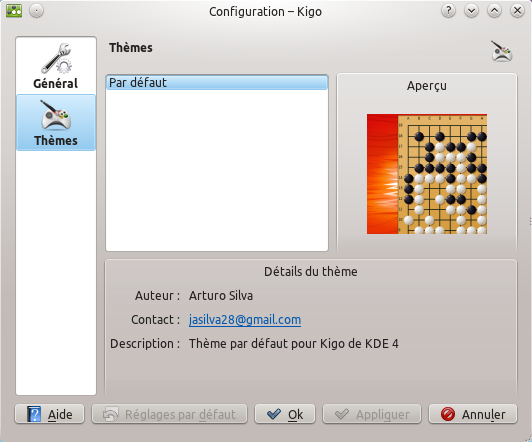 Configuration – Kigo
Général
Thèmes
Thèmes
Par défaut
Aperçu
Détails du thème
Auteur : Arturo Silva
Contact : jasilva28@gmail.com
Description : Thème par défaut pour Kigo de KDE 4
Aide
Réglages par défaut
Ok
Appliquer
Annuler